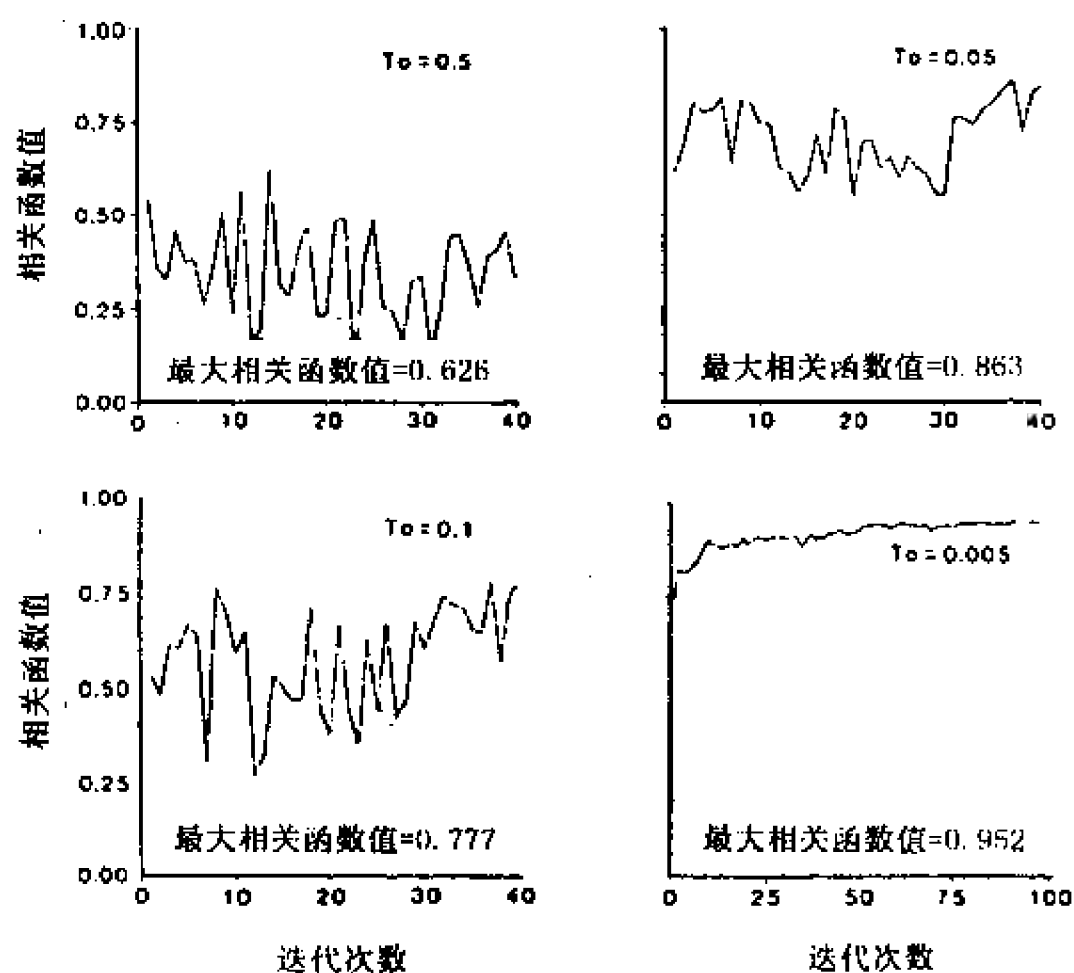 1.00
To = 0.5
0.75
0.50
0.25
0.00
最大相关函数值=0.626
0 10 20 30 40
相关函数值
To = 0.05
最大相关函数值=0.863
0 10 20 30 40
1.00
To = 0.1
0.75
0.50
0.25
0.00
最大相关函数值=0.777
0 10 20 30 40
相关函数值
迭代次数
To = 0.005
最大相关函数值=0.952
0 25 50 75 100
迭代次数